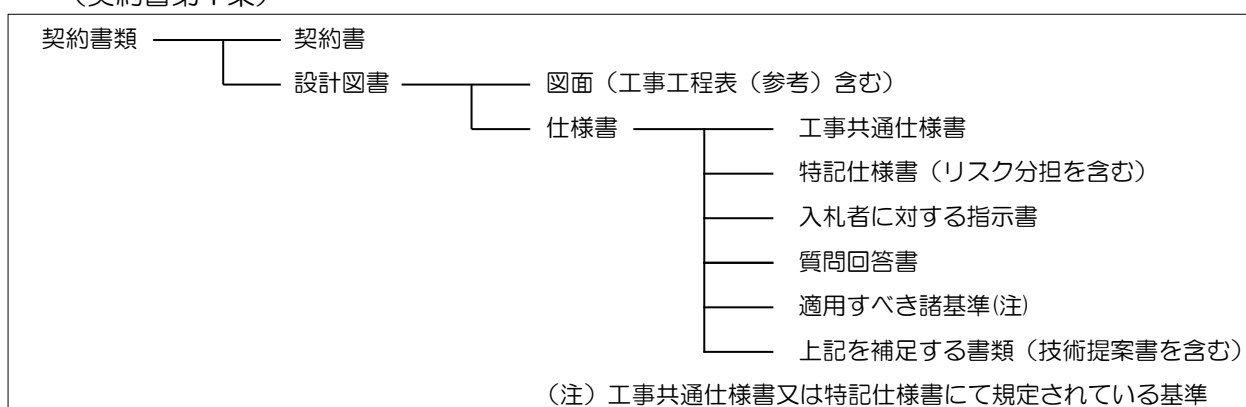 契約書類 契約書
設計図書 図面（工事工程表（参考）含む）
仕様書 工事共通仕様書
特記仕様書（リスク分担を含む）
入札者に対する指示書
質問回答書
適用すべき諸基準(注)
上記を補足する書類（技術提案書を含む）
（注）工事共通仕様書又は特記仕様書にて規定されている基準